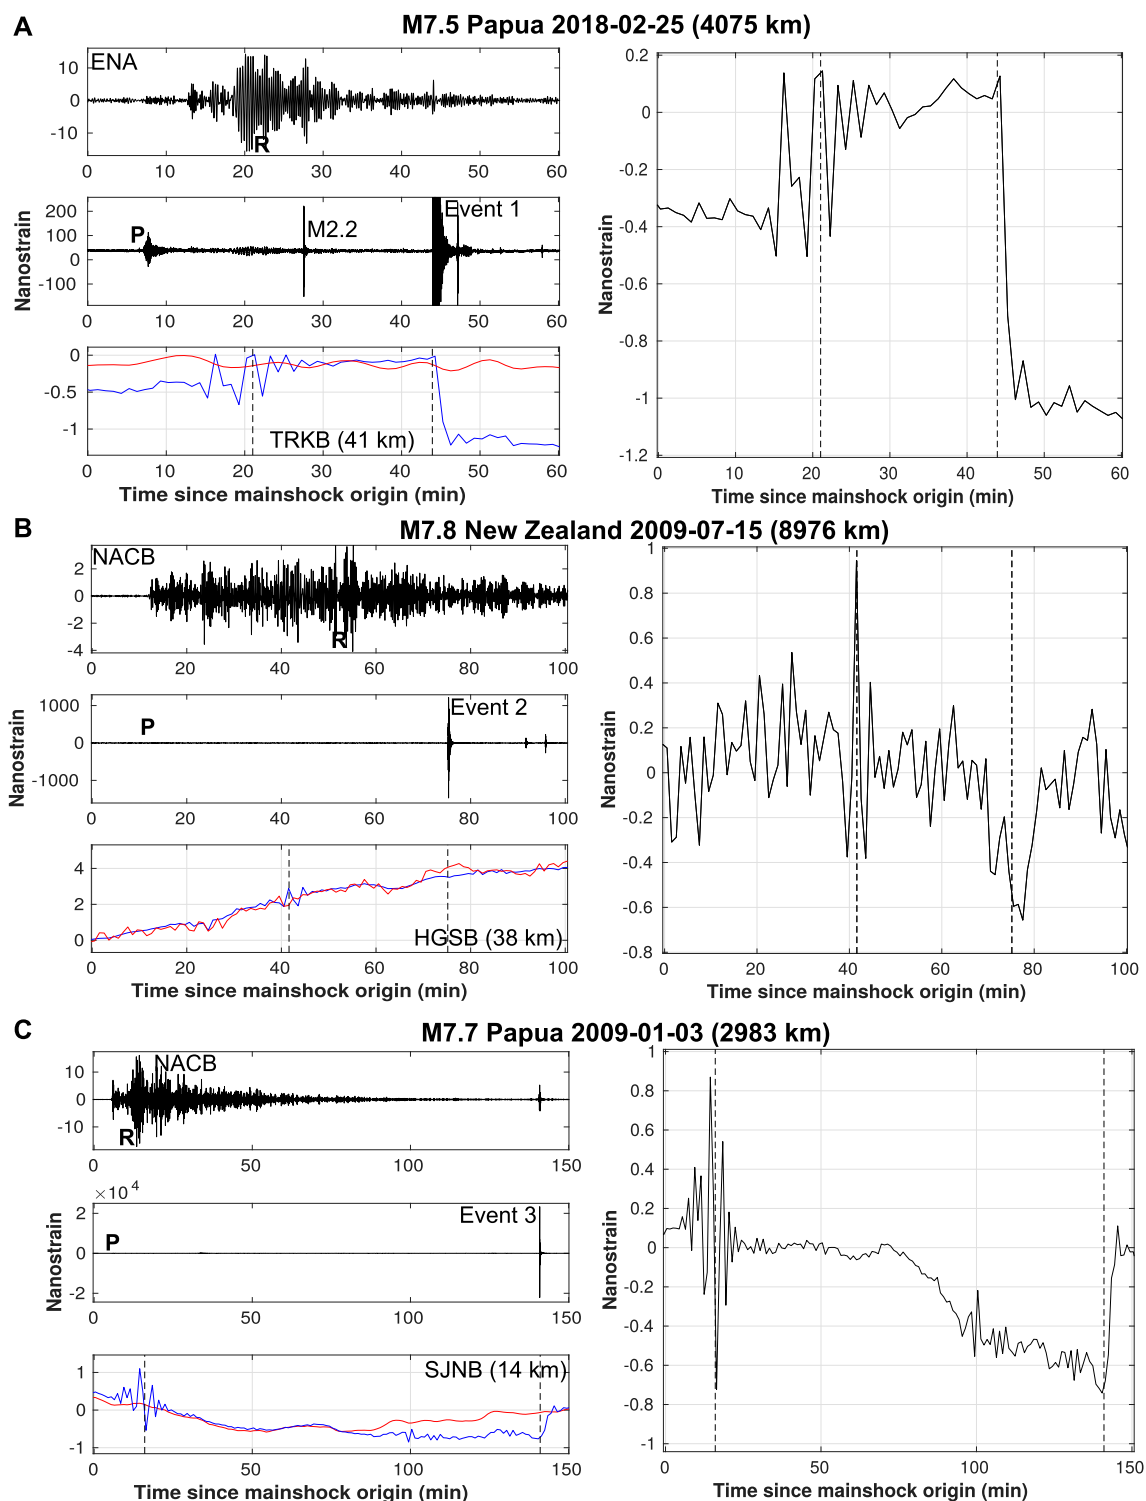 A
M7.5 Papua 2018-02-25 (4075 km)
ENA
R
10
0
-10
0 10 20 30 40 50 60
P
M2.2
Event 1
200
100
0
-100
Nanostrain
0 10 20 30 40 50 60
0
-0.5
-1
TRKB (41 km)
0 10 20 30 40 50 60
Time since mainshock origin (min)
0.2
0
-0.2
-0.4
-0.6
-0.8
-1
-1.2
Nanostrain
0 10 20 30 40 50 60
Time since mainshock origin (min)
B
M7.8 New Zealand 2009-07-15 (8976 km)
NACB
R
2
0
-2
-4
0 20 40 60 80 100
P
Event 2
1000
0
-1000
Nanostrain
0 20 40 60 80 100
4
2
0
HGSB (38 km)
0 20 40 60 80 100
Time since mainshock origin (min)
1
0.8
0.6
0.4
0.2
0
-0.2
-0.4
-0.6
-0.8
Nanostrain
0 20 40 60 80 100
Time since mainshock origin (min)
C
M7.7 Papua 2009-01-03 (2983 km)
NACB
R
10
0
-10
0 50 100 150
×10 4
P
Event 3
2
0
-2
Nanostrain
0 50 100 150
SJNB (14 km)
1
0
-1
0 50 100 150
Time since mainshock origin (min)
1
0.8
0.6
0.4
0.2
0
-0.2
-0.4
-0.6
-0.8
-1
Nanostrain
0 50 100 150
Time since mainshock origin (min)